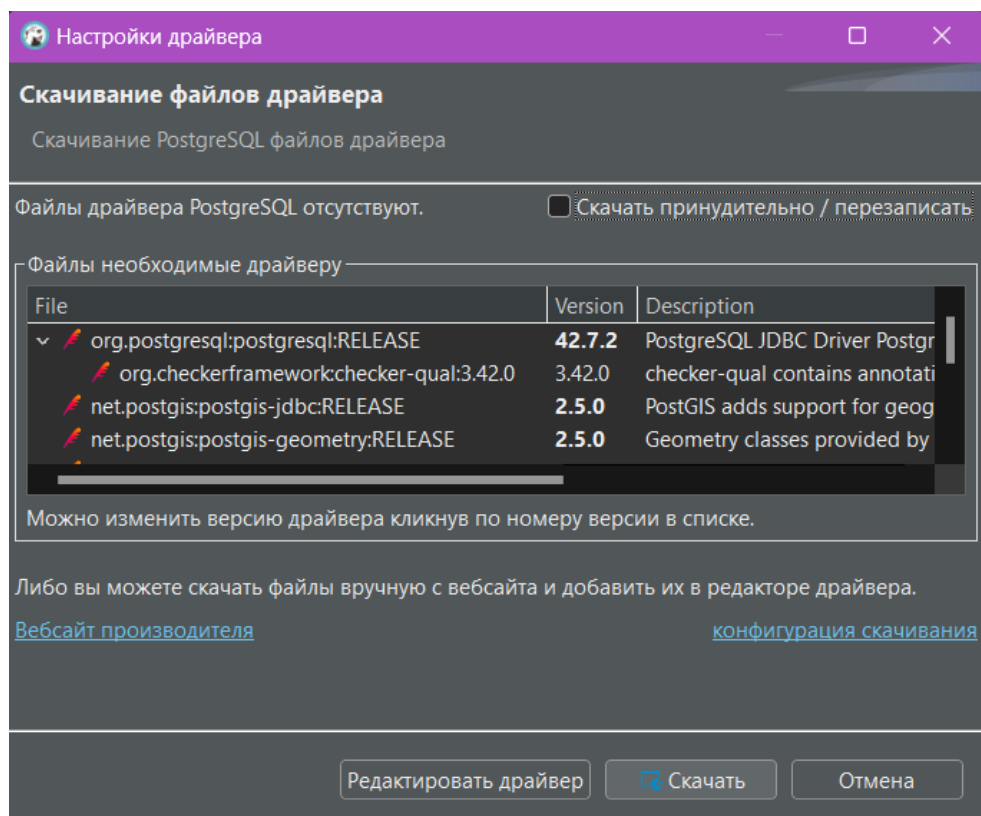 Настройки драйвера
Скачивание файлов драйвера
Скачивание PostgreSQL файлов драйвера
Файлы драйвера PostgreSQL отсутствуют. Скачать принудительно / перезаписать
Файлы необходимые драйверу
File Version Description
org.postgresql:postgresql:RELEASE 42.7.2 PostgreSQL JDBC Driver Postgr
org.checkerframework:checker-qual:3.42.0 3.42.0 checker-qual contains annotati
net.postgis:postgis-jdbc:RELEASE 2.5.0 PostGIS adds support for geog
net.postgis:postgis-geometry:RELEASE 2.5.0 Geometry classes provided by
Можно изменить версию драйвера кликнув по номеру версии в списке.
Либо вы можете скачать файлы вручную с вебсайта и добавить их в редакторе драйвера.
Вебсайт производителя конфигурация скачивания
Редактировать драйвер Скачать Отмена